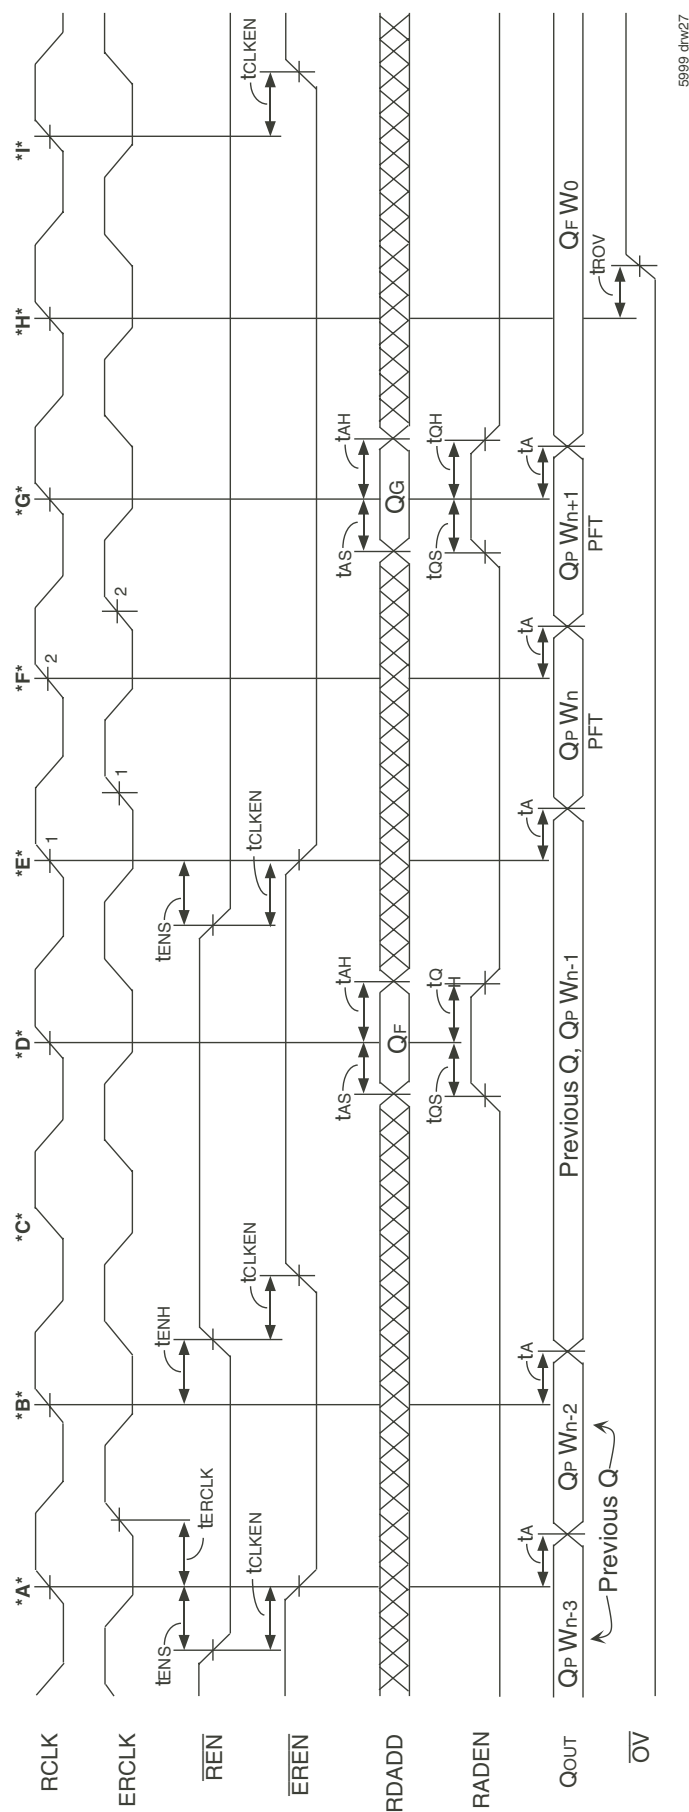 *A*
*B*
*C*
*D*
*E*
*F*
*G*
*H*
*I*
RCLK
1
2
ERCLK
tERCLK
1
2
REN
tENS
tENH
tENS
EREN
tCLKEN
tCLKEN
tCLKEN
tCLKEN
RDADD
tAS
tAH
QF
tAS
tAH
QG
RADEN
tQS
tQH
tQS
tQH
QOUT
tA
tA
tA
tA
tA
QP Wn-3
QP Wn-2
Previous Q, QP Wn-1
QP Wn
PFT
QP Wn+1
PFT
QF W0
Previous Q
OV
tROV
5999 drw27